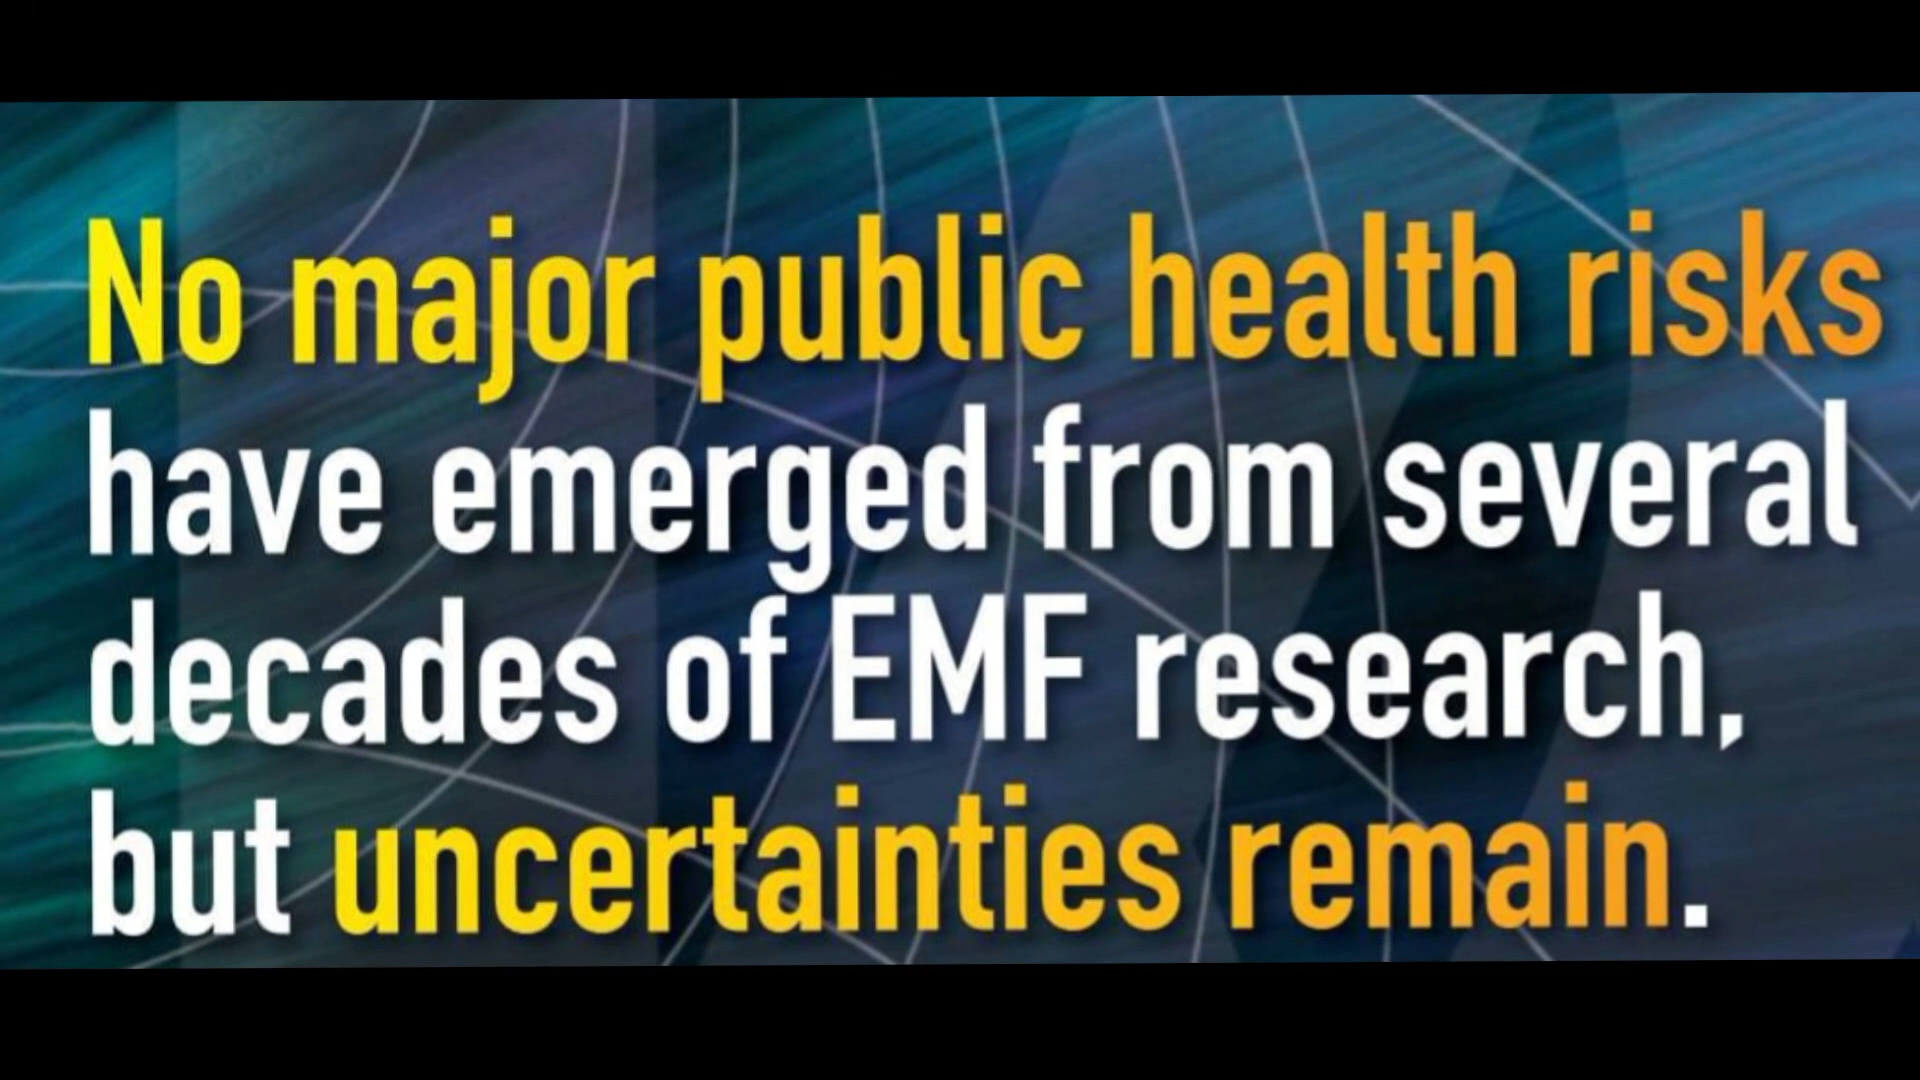 No major public health risks
have emerged from several
decades of EMF research,
but uncertainties remain.